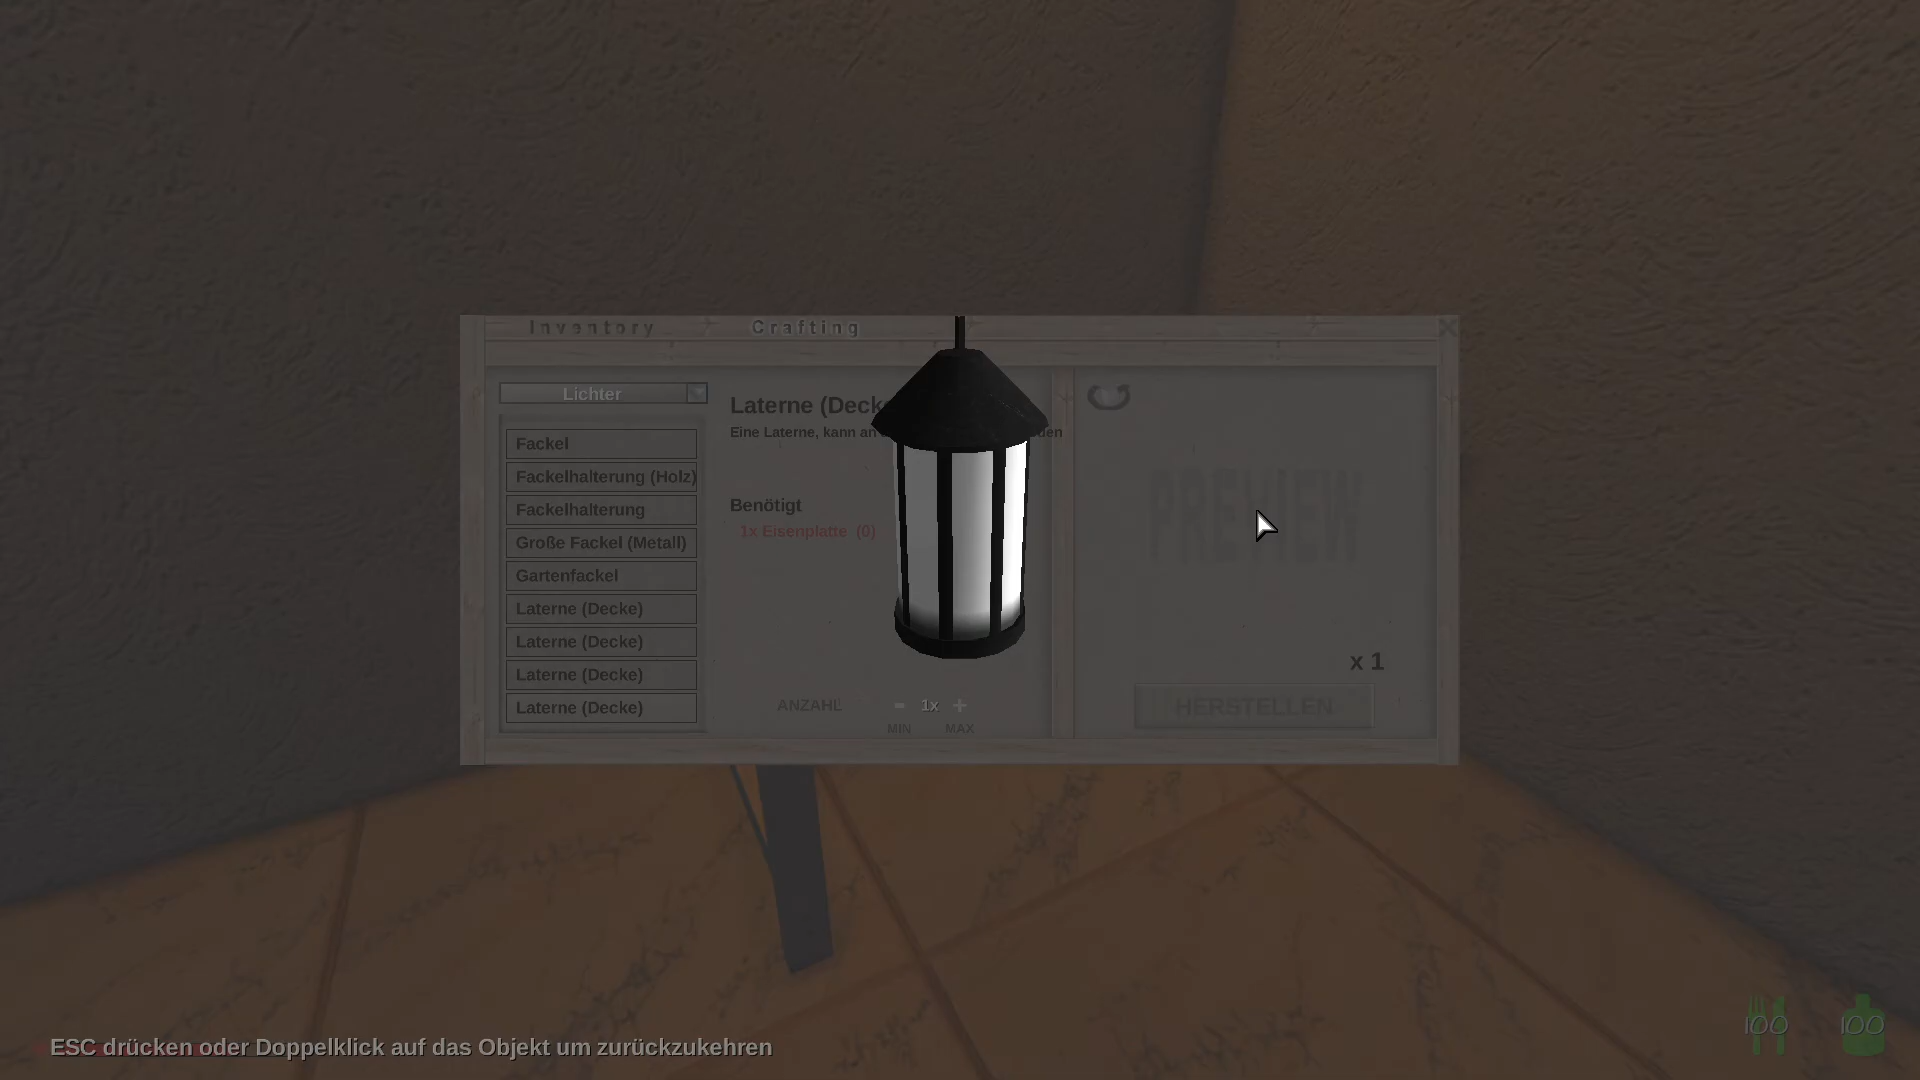 Inventory
Crafting
X
Lichter
Fackel
Fackelhalterung (Holz)
Fackelhalterung
Große Fackel (Metall)
Gartenfackel
Laterne (Decke)
Laterne (Decke)
Laterne (Decke)
Laterne (Decke)
Laterne (Deck
Eine Laterne, kann an
Benötigt
1x Eisenplatte (0)
ANZAHL - 1x +
MIN MAX
PREVIEW
x 1
HERSTELLEN
100 100
ESC drücken oder Doppelklick auf das Objekt um zurückzukehren